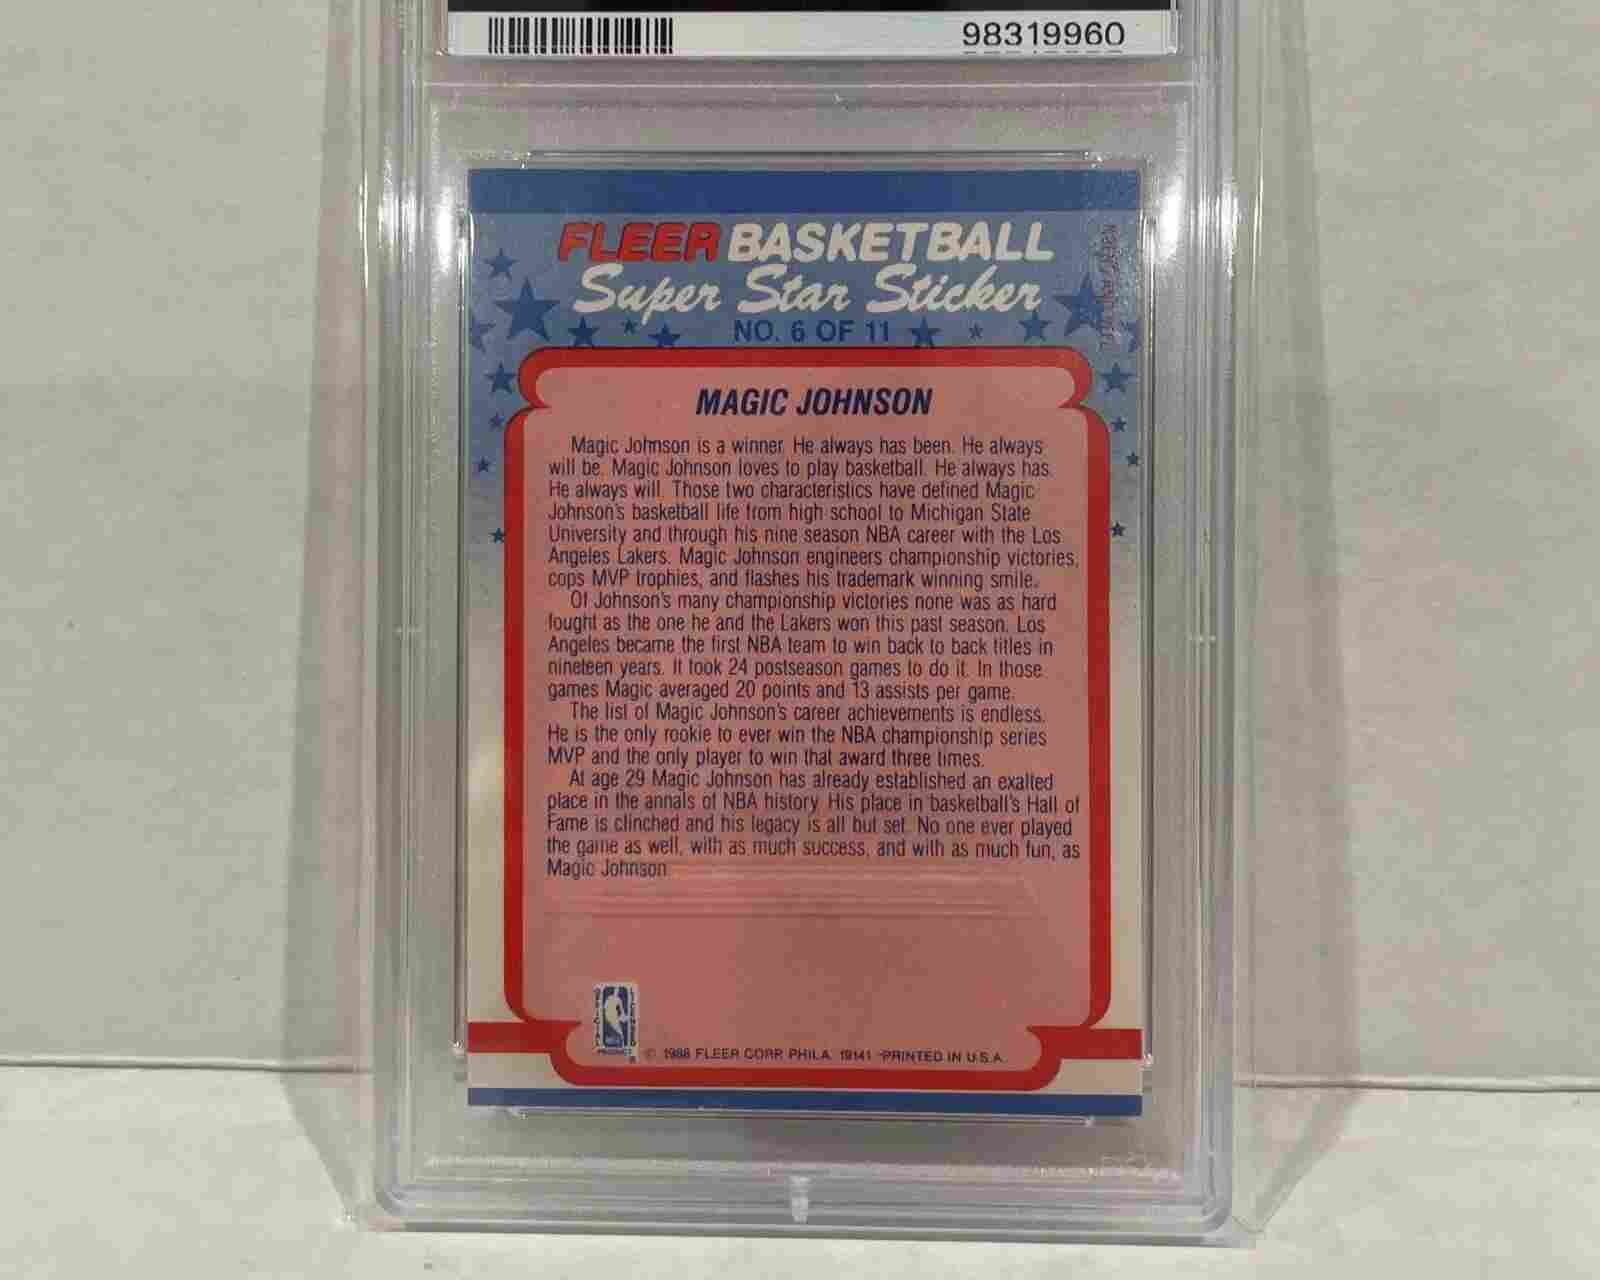 98319960
FLEER BASKETBALL
Super Star Sticker
NO. 6 OF 11
MAGIC JOHNSON
Magic Johnson is a winner. He always has been. He always
will be. Magic Johnson loves to play basketball. He always has.
He always will. Those two characteristics have defined Magic
Johnson's basketball life from high school to Michigan State
University and through his nine season NBA career with the Los
Angeles Lakers. Magic Johnson engineers championship victories,
cops MVP trophies, and flashes his trademark winning smile.
Of Johnson's many championship victories none was as hard
fought as the one he and the Lakers won this past season. Los
Angeles became the first NBA team to win back to back titles in
nineteen years. It took 24 postseason games to do it. In those
games Magic averaged 20 points and 13 assists per game.
The list of Magic Johnson's career achievements is endless.
He is the only rookie to ever win the NBA championship series
MVP and the only player to win that award three times.
At age 29 Magic Johnson has already established an exalted
place in the annals of NBA history. His place in basketball's Hall of
Fame is clinched and his legacy is all but set. No one ever played
the game as well, with as much success, and with as much fun, as
Magic Johnson
OFFICIAL LICENSED
PRODUCT
© 1988 FLEER CORP. PHILA. 19141 -PRINTED IN U.S.A.